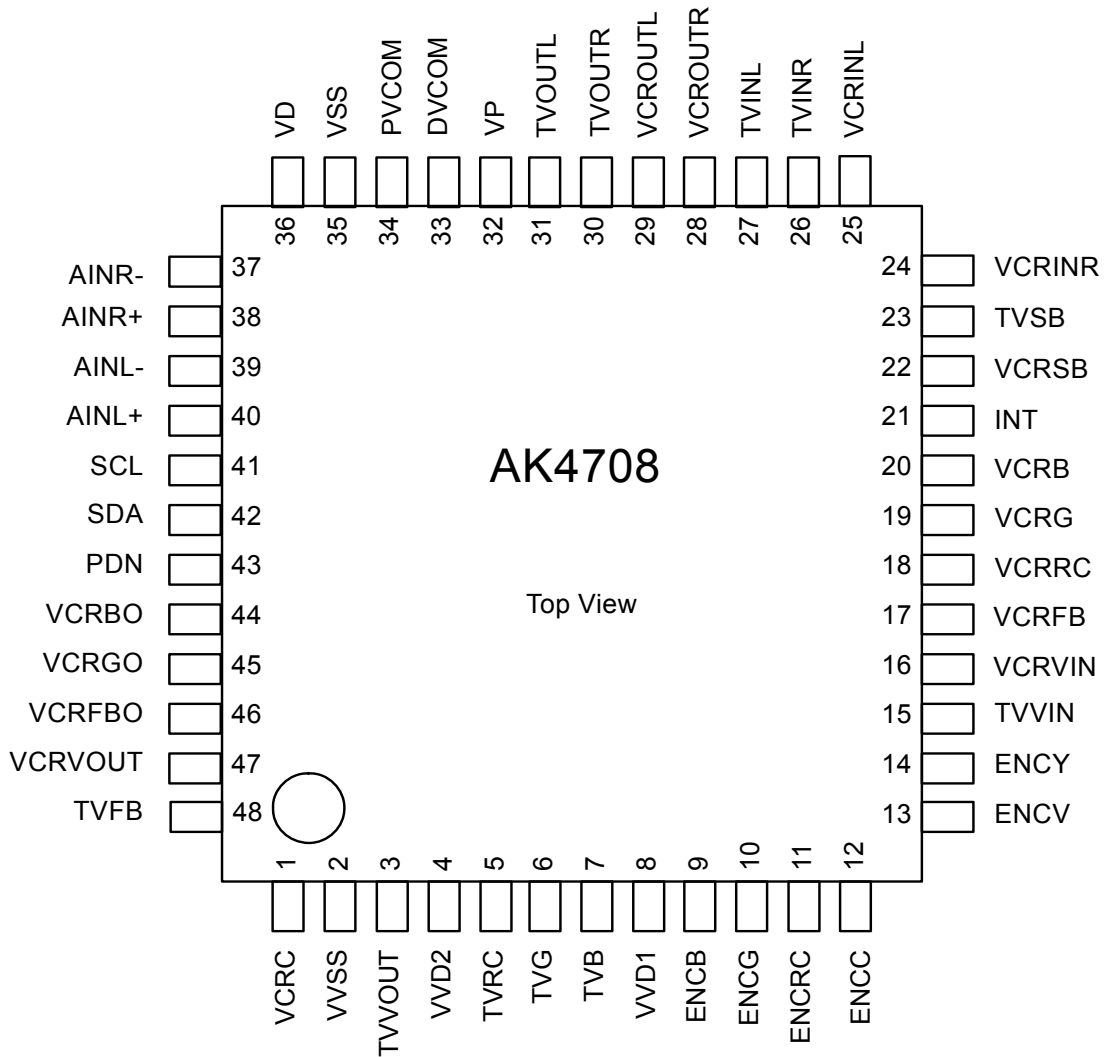 VD
VSS
PVCOM
DVCOM
VP
TVOUTL
TVOUTR
VCROUTL
VCROUTR
TVINL
TVINR
VCRINL
36
35
34
33
32
31
30
29
28
27
26
25
AINR- 37
AINR+ 38
AINL- 39
AINL+ 40
SCL 41
SDA 42
PDN 43
VCRBO 44
VCRGO 45
VCRFBO 46
VCRVOUT 47
TVFB 48
AK4708
Top View
24 VCRINR
23 TVSB
22 VCRSB
21 INT
20 VCRB
19 VCRG
18 VCRRC
17 VCRFB
16 VCRVIN
15 TVVIN
14 ENCY
13 ENCV
1
2
3
4
5
6
7
8
9
10
11
12
VCRC
VVSS
TVVOUT
VVD2
TVRC
TVG
TVB
VVD1
ENCB
ENCG
ENCRC
ENCC